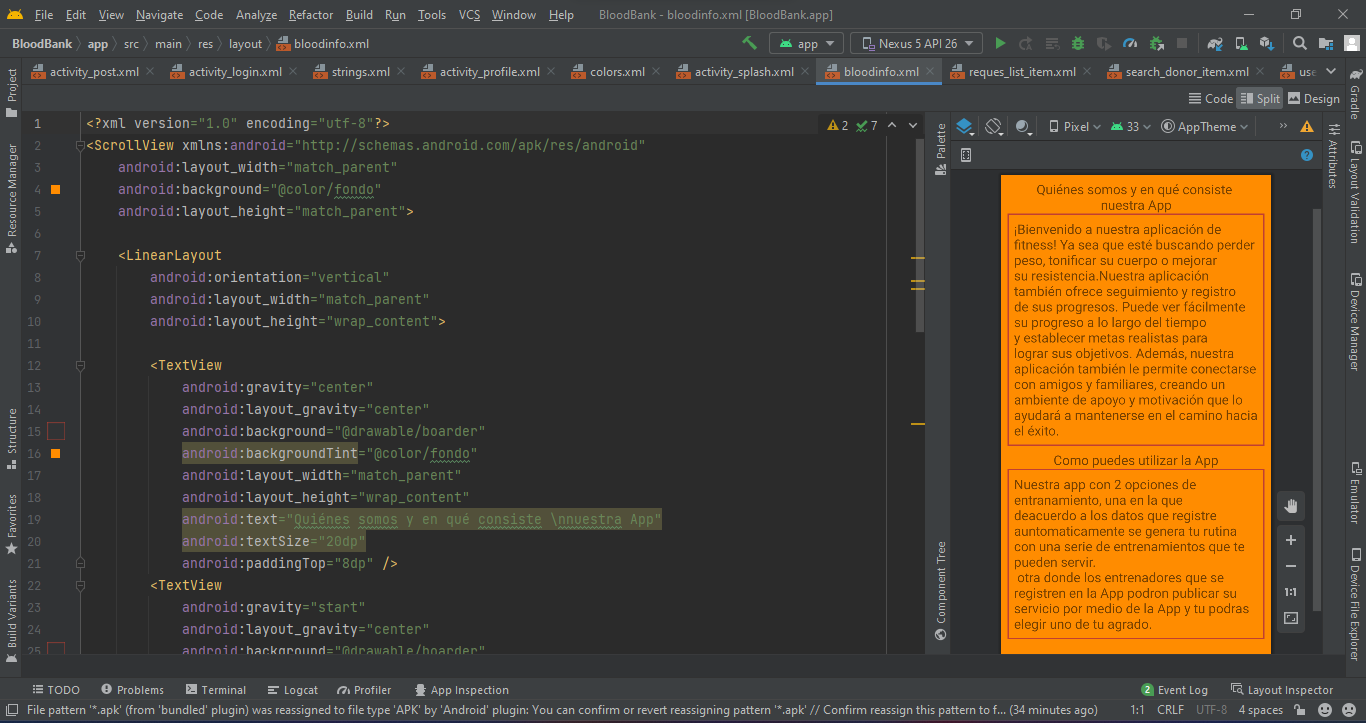 File Edit View Navigate Code Analyze Refactor Build Run Tools VCS Window Help BloodBank - bloodinfo.xml [BloodBank.app]
BloodBank app src main res layout bloodinfo.xml app Nexus 5 API 26
activity_post.xml activity_login.xml strings.xml activity_profile.xml colors.xml activity_splash.xml bloodinfo.xml reques_list_item.xml search_donor_item.xml use
Code Split Design
Project
Resource Manager
Structure
Favorites
Build Variants
1 <?xml version="1.0" encoding="utf-8"?>
2 <ScrollView xmlns:android="http://schemas.android.com/apk/res/android"
3 android:layout_width="match_parent"
4 android:background="@color/fondo"
5 android:layout_height="match_parent">
6
7 <LinearLayout
8 android:orientation="vertical"
9 android:layout_width="match_parent"
10 android:layout_height="wrap_content">
11
12 <TextView
13 android:gravity="center"
14 android:layout_gravity="center"
15 android:background="@drawable/boarder"
16 android:backgroundTint="@color/fondo"
17 android:layout_width="match_parent"
18 android:layout_height="wrap_content"
19 android:text="Quiénes somos y en qué consiste \nnuestra App"
20 android:textSize="20dp"
21 android:paddingTop="8dp" />
22 <TextView
23 android:gravity="start"
24 android:layout_gravity="center"
25 android:background="@drawable/boarder"
2 7
Palette
Component Tree
Pixel 33 AppTheme
Quiénes somos y en qué consiste
nuestra App
¡Bienvenido a nuestra aplicación de
fitness! Ya sea que esté buscando perder
peso, tonificar su cuerpo o mejorar
su resistencia.Nuestra aplicación
también ofrece seguimiento y registro
de sus progresos. Puede ver fácilmente
su progreso a lo largo del tiempo
y establecer metas realistas para
lograr sus objetivos. Además, nuestra
aplicación también le permite conectarse
con amigos y familiares, creando un
ambiente de apoyo y motivación que lo
ayudará a mantenerse en el camino hacia
el éxito.
Como puedes utilizar la App
Nuestra app con 2 opciones de
entranamiento, una en la que
deacuerdo a los datos que registre
auntomaticamente se genera tu rutina
con una serie de entrenamientos que te
pueden servir.
otra donde los entrenadores que se
registren en la App podron publicar su
servicio por medio de la App y tu podras
elegir uno de tu agrado.
1:1
Attributes
Gradle
Layout Validation
Device Manager
Emulator
Device File Explorer
TODO Problems Terminal Logcat Profiler App Inspection 2 Event Log Layout Inspector
File pattern '*.apk' (from 'bundled' plugin) was reassigned to file type 'APK' by 'Android' plugin: You can confirm or revert reassigning pattern '*.apk' // Confirm reassign this pattern to f... (34 minutes ago) 1:1 CRLF UTF-8 4 spaces